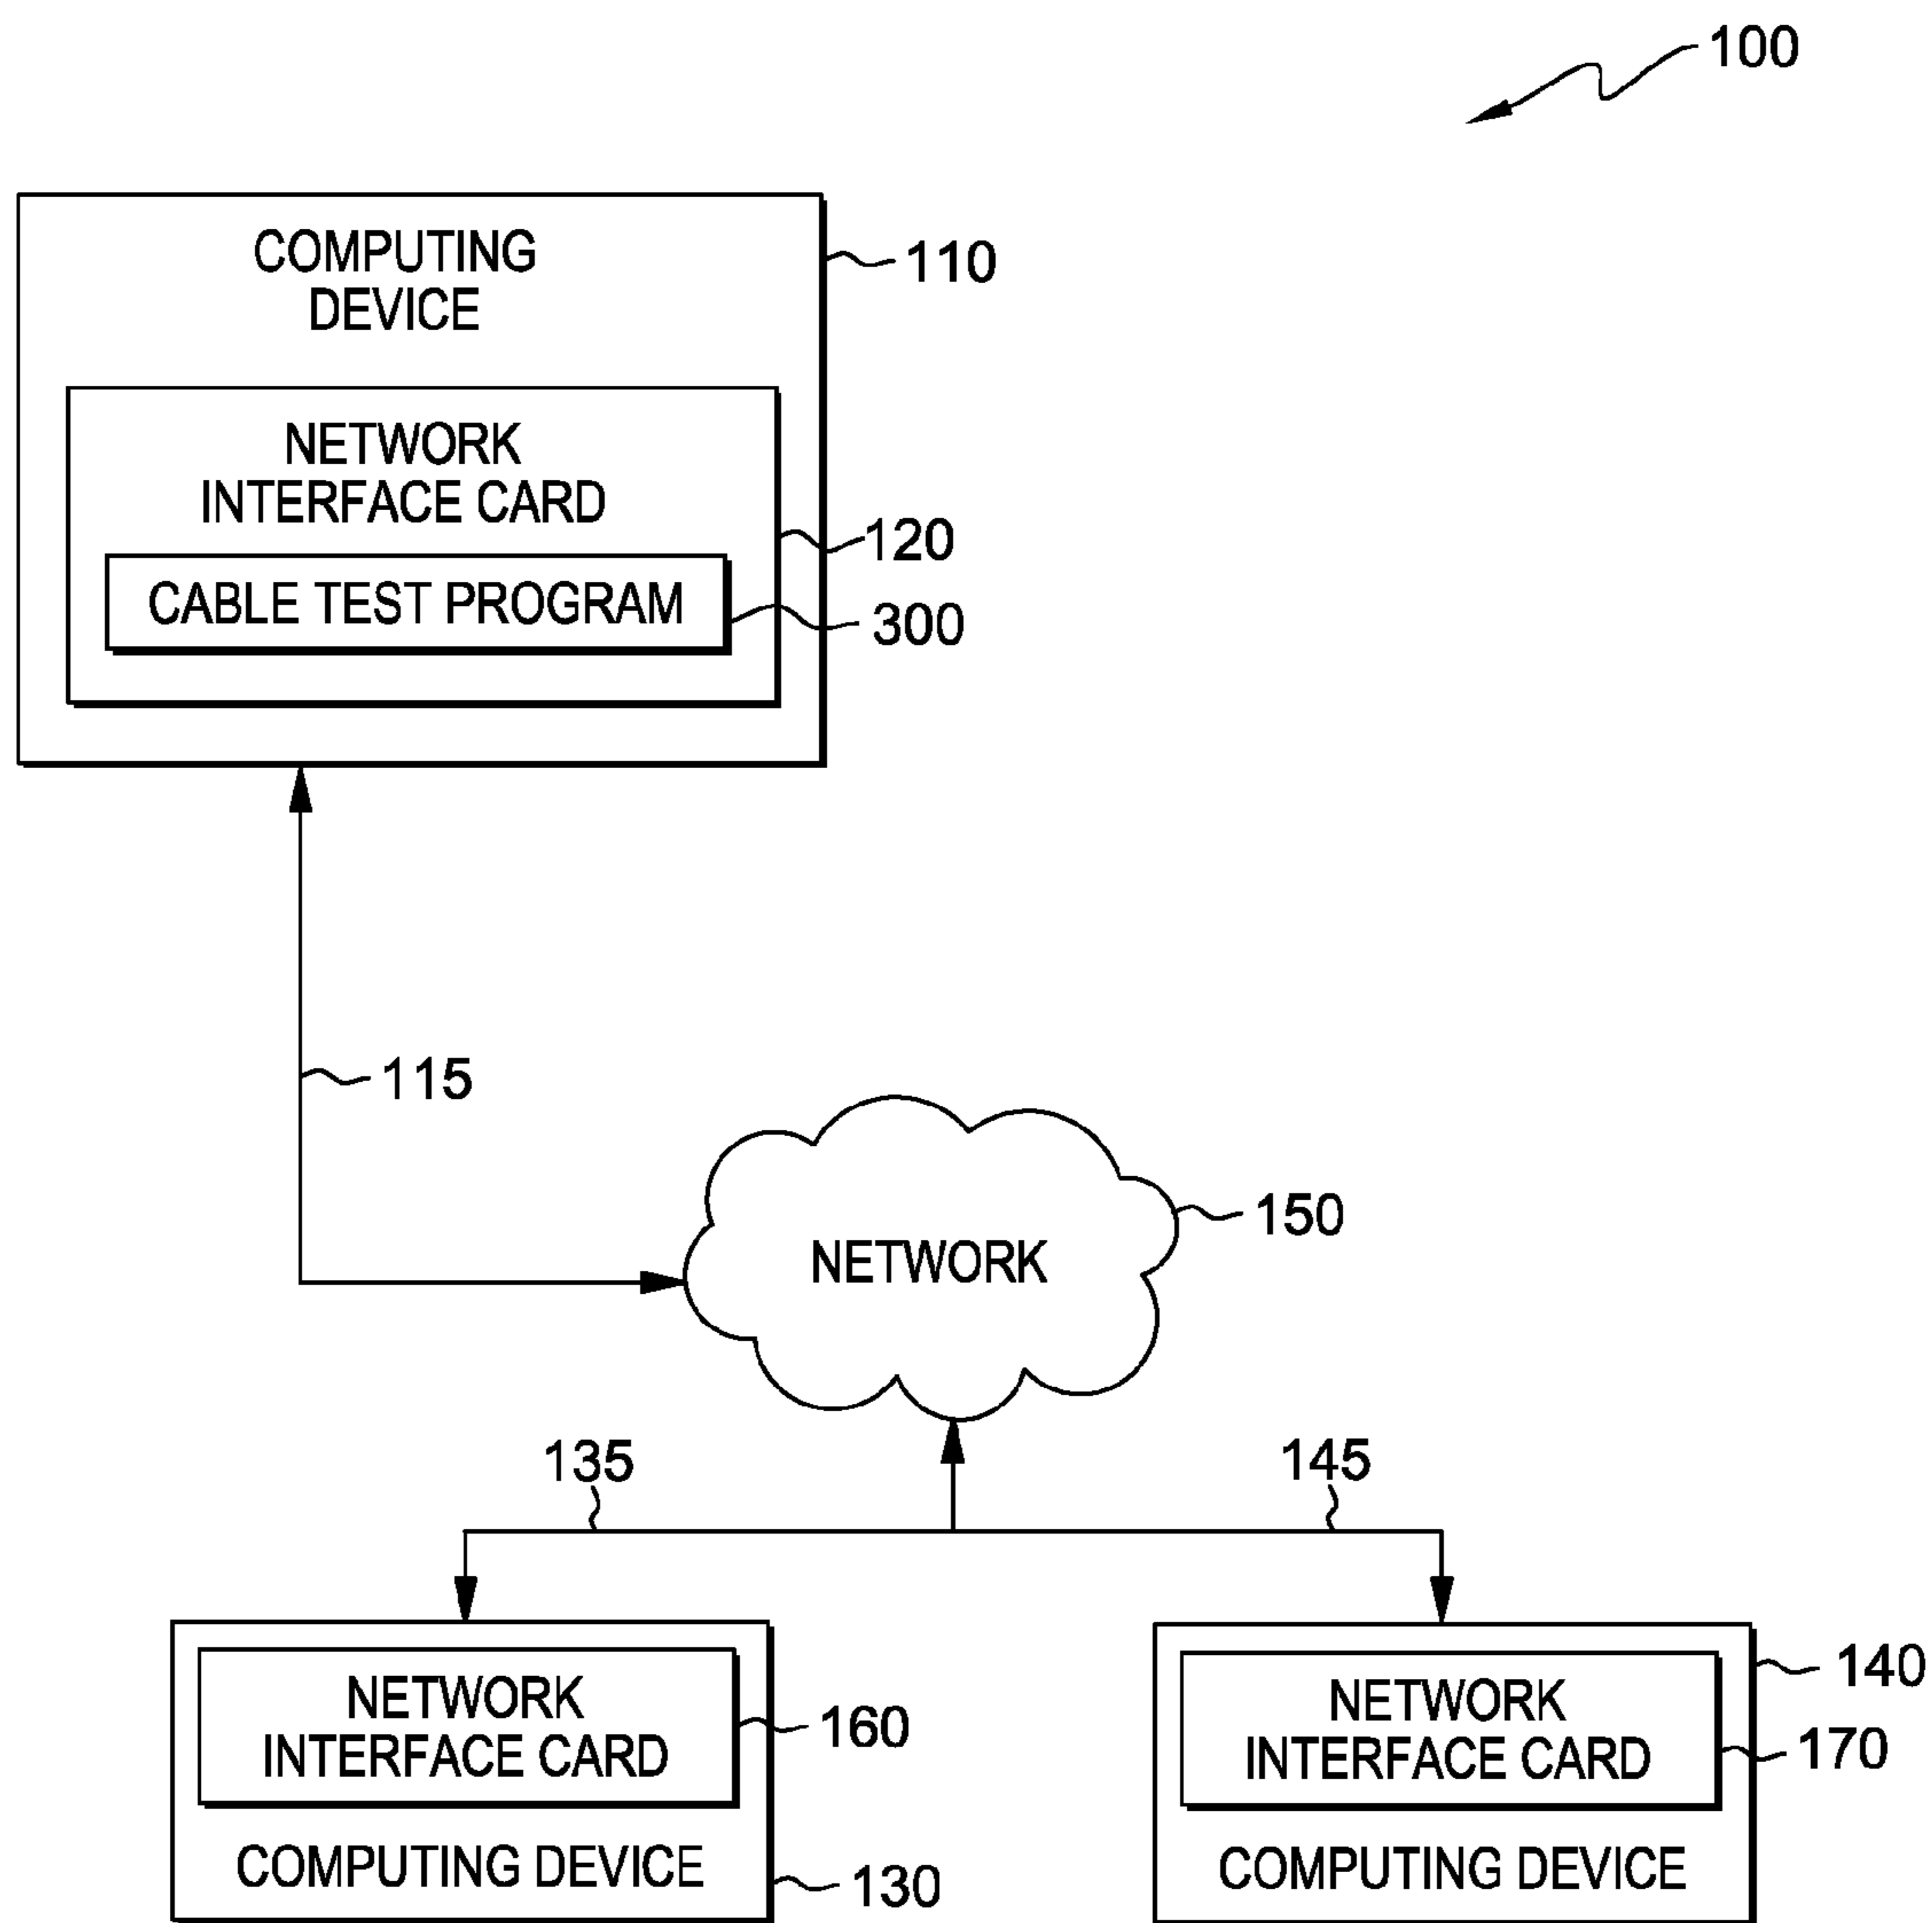 100
COMPUTING
DEVICE
110
NETWORK
INTERFACE CARD
120
CABLE TEST PROGRAM
300
115
150
NETWORK
135
145
NETWORK
INTERFACE CARD
160
COMPUTING DEVICE
130
140
NETWORK
INTERFACE CARD
170
COMPUTING DEVICE